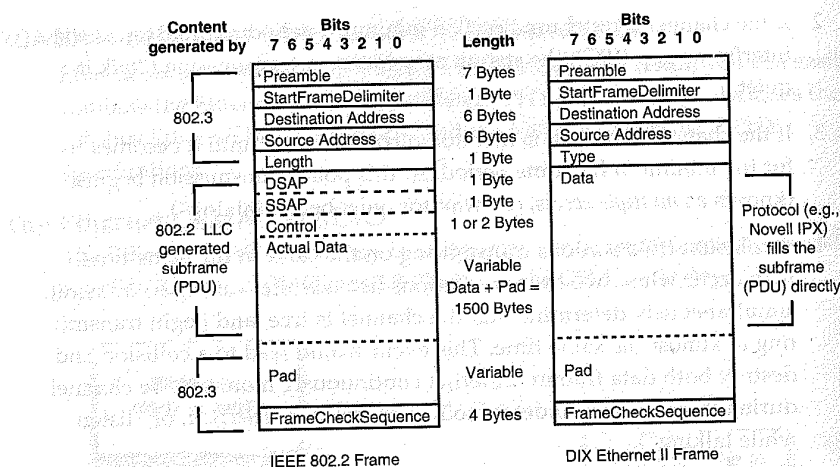 Content generated by
Bits
7 6 5 4 3 2 1 0
Length
Bits
7 6 5 4 3 2 1 0
802.3
Preamble
7 Bytes
Preamble
StartFrameDelimiter
1 Byte
StartFrameDelimiter
Destination Address
6 Bytes
Destination Address
Source Address
6 Bytes
Source Address
Length
1 Byte
Type
802.2 LLC
generated
subframe
(PDU)
DSAP
1 Byte
Data
SSAP
1 Byte
Control
1 or 2 Bytes
Actual Data
Variable
Data + Pad =
1500 Bytes
Protocol (e.g.,
Novell IPX)
fills the
subframe
(PDU) directly
802.3
Pad
Variable
Pad
FrameCheckSequence
4 Bytes
FrameCheckSequence
IEEE 802.2 Frame
DIX Ethernet II Frame